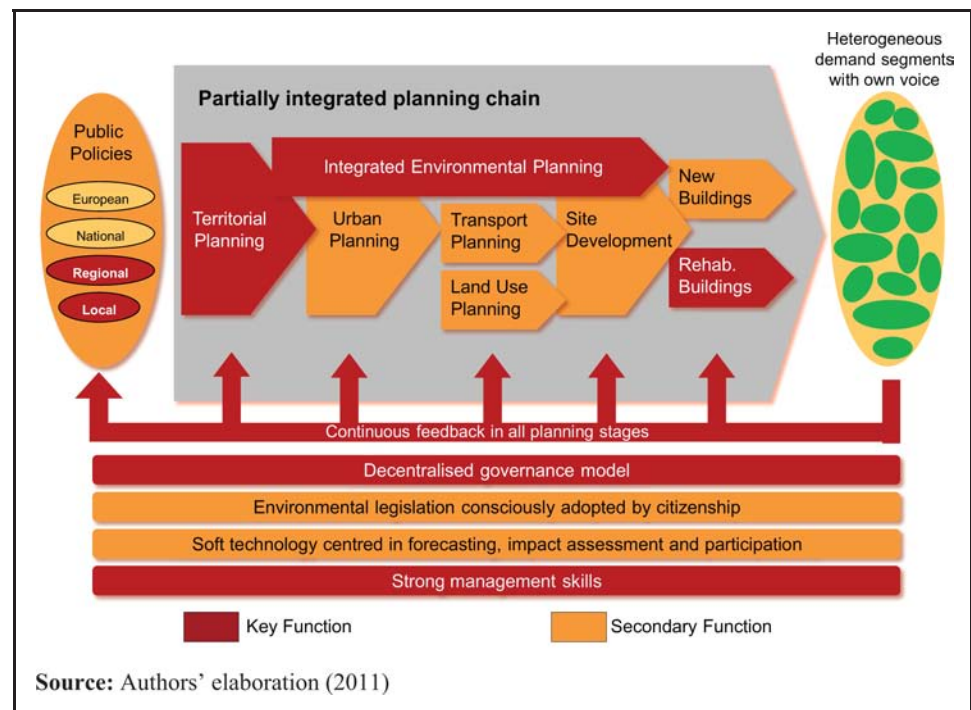 Heterogeneous
demand segments
with own voice
Partially integrated planning chain
Public
Policies
European
National
Regional
Local
Integrated Environmental Planning
Territorial
Planning
Urban
Planning
Transport
Planning
Land Use
Planning
Site
Development
New
Buildings
Rehab.
Buildings
Continuous feedback in all planning stages
Decentralised governance model
Environmental legislation consciously adopted by citizenship
Soft technology centred in forecasting, impact assessment and participation
Strong management skills
Key Function
Secondary Function
Source: Authors' elaboration (2011)